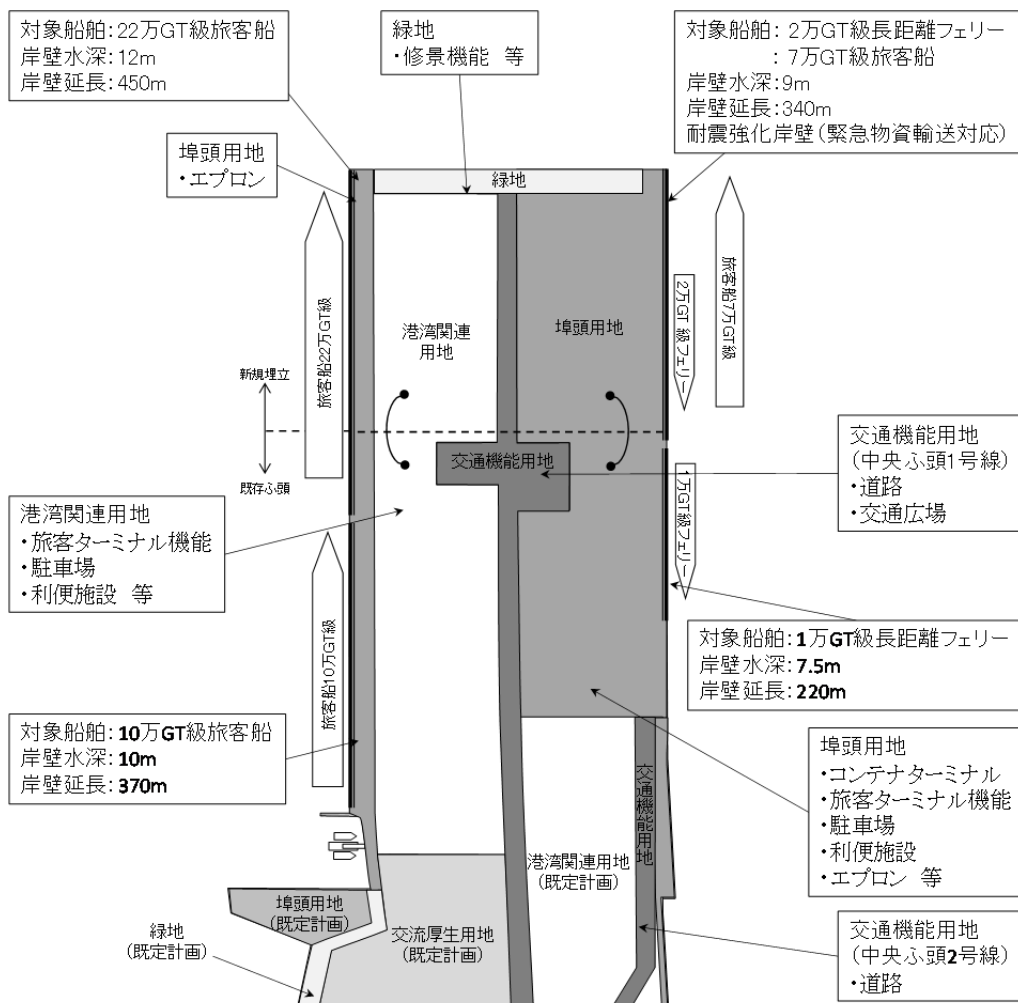 対象船舶：22万GT級旅客船
岸壁水深：12m
岸壁延長：450m
緑地
・修景機能　等
対象船舶：2万GT級長距離フェリー
：7万GT級旅客船
岸壁水深：9m
岸壁延長：340m
耐震強化岸壁（緊急物資輸送対応）
埠頭用地
・エプロン
緑地
旅客船22万GT級
港湾関連
用地
埠頭用地
2万GT級フェリー
旅客船7万GT級
新規埋立
既存ふ頭
交通機能用地
交通機能用地
（中央ふ頭1号線）
・道路
・交通広場
港湾関連用地
・旅客ターミナル機能
・駐車場
・利便施設　等
1万GT級フェリー
旅客船10万GT級
対象船舶：1万GT級長距離フェリー
岸壁水深：7.5m
岸壁延長：220m
対象船舶：10万GT級旅客船
岸壁水深：10m
岸壁延長：370m
埠頭用地
・コンテナターミナル
・旅客ターミナル機能
・駐車場
・利便施設
・エプロン　等
交通機能用地
港湾関連用地
（既定計画）
埠頭用地
（既定計画）
緑地
（既定計画）
交流厚生用地
（既定計画）
交通機能用地
（中央ふ頭2号線）
・道路